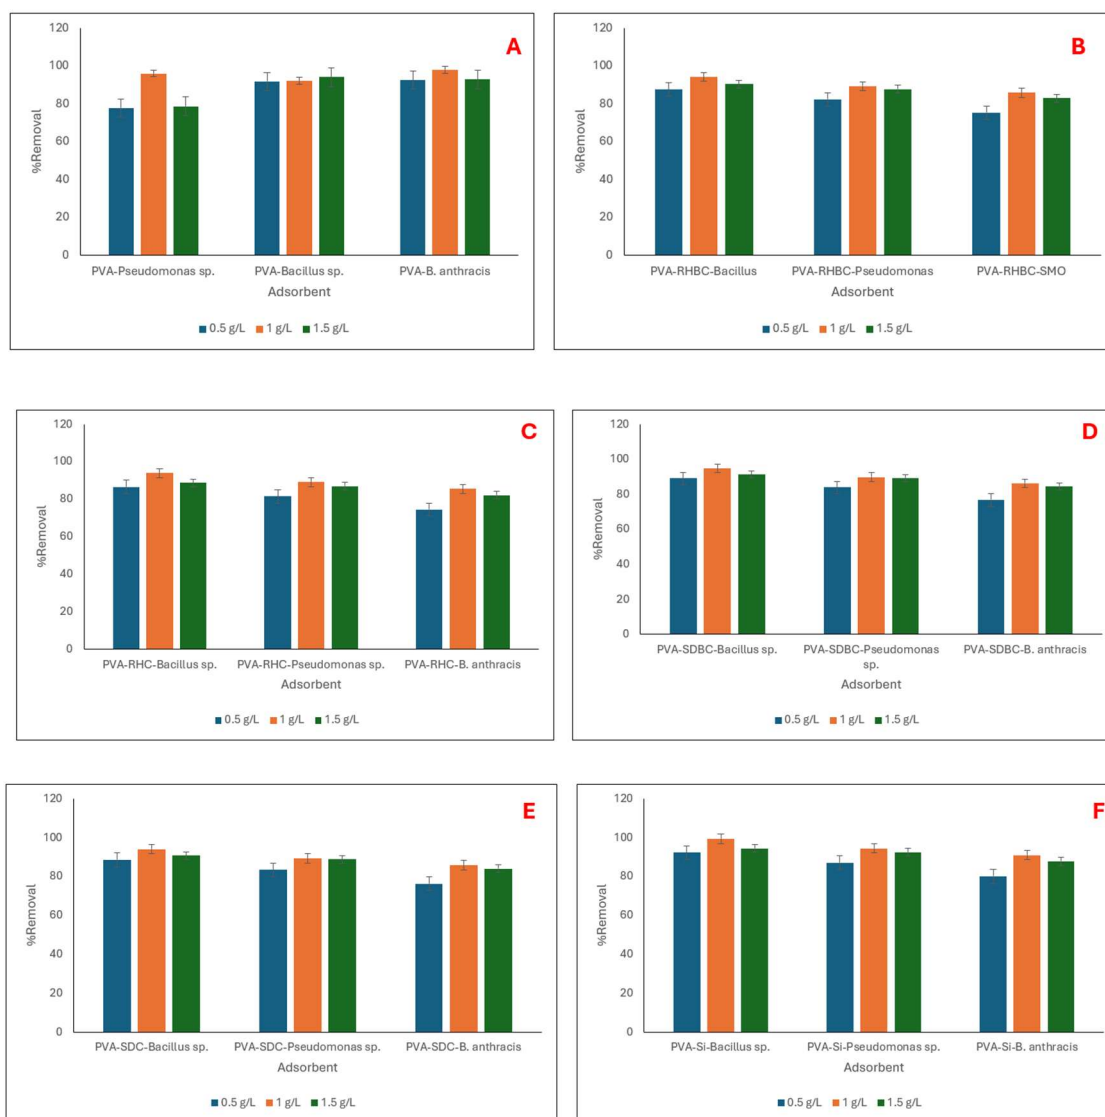 A
120
100
80
60
40
20
0
%Removal
PVA-Pseudomonas sp. PVA-Bacillus sp. PVA-B. anthracis
Adsorbent
0.5 g/L 1 g/L 1.5 g/L
B
120
100
80
60
40
20
0
%Removal
PVA-RHBC-Bacillus PVA-RHBC-Pseudomonas PVA-RHBC-SMO
Adsorbent
0.5 g/L 1 g/L 1.5 g/L
C
120
100
80
60
40
20
0
%Removal
PVA-RHC-Bacillus sp. PVA-RHC-Pseudomonas sp. PVA-RHC-B. anthracis
Adsorbent
0.5 g/L 1 g/L 1.5 g/L
D
120
100
80
60
40
20
0
%Removal
PVA-SDBC-Bacillus sp. PVA-SDBC-Pseudomonas PVA-SDBC-B. anthracis
sp.
Adsorbent
0.5 g/L 1 g/L 1.5 g/L
E
120
100
80
60
40
20
0
%Removal
PVA-SDC-Bacillus sp. PVA-SDC-Pseudomonas sp. PVA-SDC-B. anthracis
Adsorbent
0.5 g/L 1 g/L 1.5 g/L
F
120
100
80
60
40
20
0
%Removal
PVA-Si-Bacillus sp. PVA-Si-Pseudomonas sp. PVA-Si-B. anthracis
Adsorbent
0.5 g/L 1 g/L 1.5 g/L